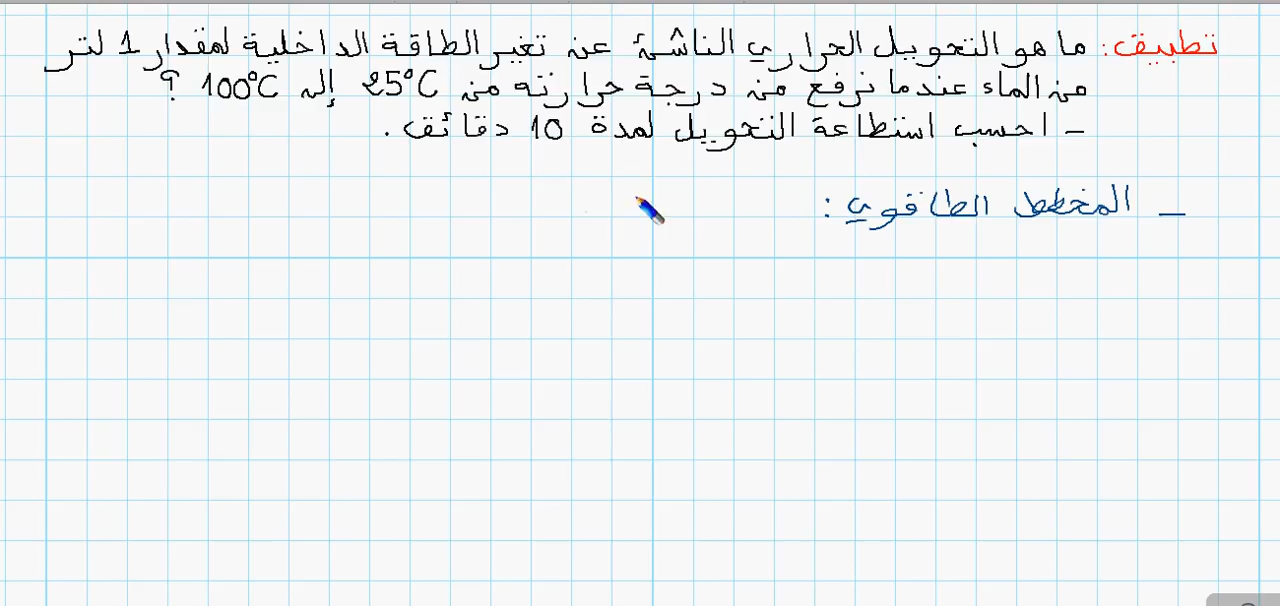 تطبيق: ما هو التحويل الحراري الناشئ عن تغير الطاقة الداخلية لمقدار 1 لتر
من الماء عندما نرفع من درجة حرارته من 25°C إلى 100°C ؟
- احسب استطاعة التحويل لمدة 10 دقائق .
- المخطط الطاقوي :